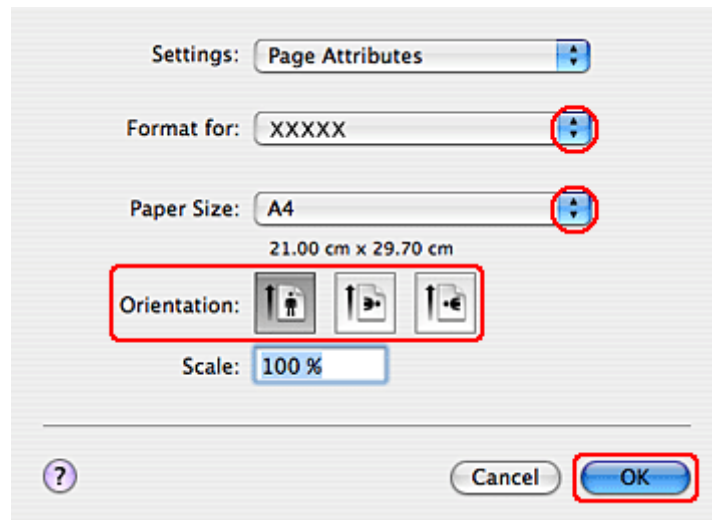 Settings: Page Attributes
Format for: XXXXX
Paper Size: A4
21.00 cm x 29.70 cm
Orientation:
Scale: 100 %
? Cancel OK